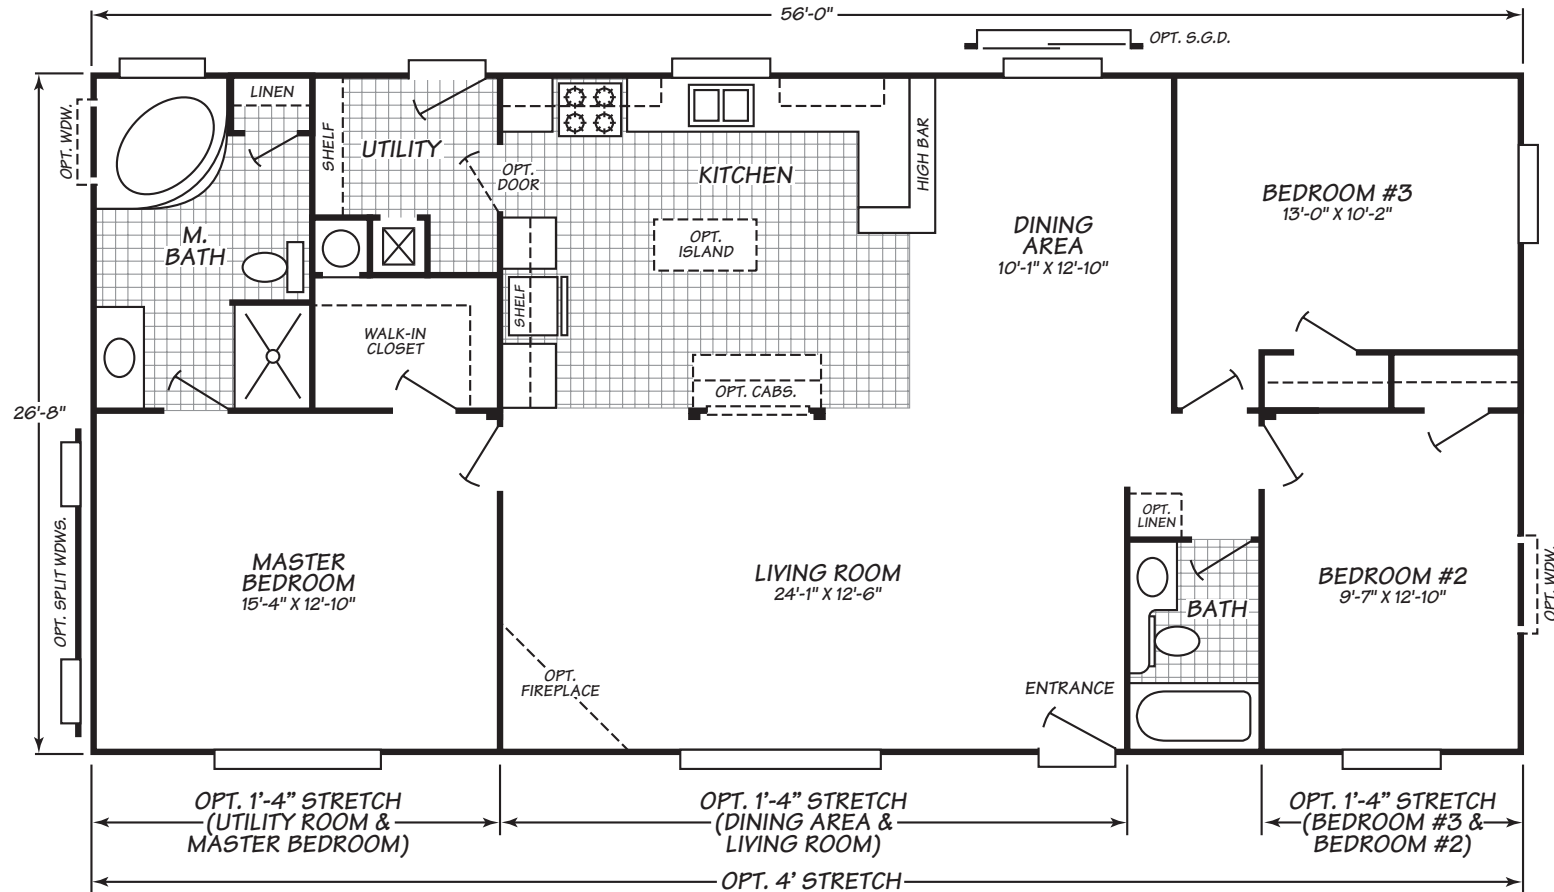 56'-0"
OPT. S.G.D.
LINEN
OPT. WDW.
SHELF
UTILITY
OPT.
DOOR
KITCHEN
HIGH BAR
BEDROOM #3
13'-0" X 10'-2"
M.
BATH
OPT.
ISLAND
DINING
AREA
10'-1" X 12'-10"
SHELF
WALK-IN
CLOSET
OPT. CABS.
26'-8"
OPT. SPLIT WDWS.
MASTER
BEDROOM
15'-4" X 12'-10"
LIVING ROOM
24'-1" X 12'-6"
OPT.
LINEN
BATH
BEDROOM #2
9'-7" X 12'-10"
OPT. WDW.
OPT.
FIREPLACE
ENTRANCE
OPT. 1'-4” STRETCH
(UTILITY ROOM &
MASTER BEDROOM)
OPT. 1'-4” STRETCH
(DINING AREA &
LIVING ROOM)
OPT. 1'-4” STRETCH
(BEDROOM #3 &
BEDROOM #2)
OPT. 4' STRETCH